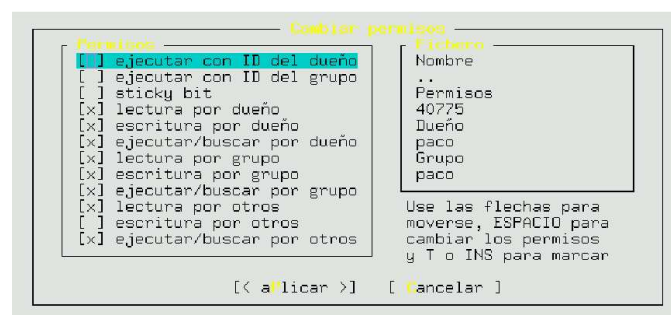 Cambiar permisos
Permisos
[ ] ejecutar con ID del dueño
[ ] ejecutar con ID del grupo
[ ] sticky bit
[x] lectura por dueño
[x] escritura por dueño
[x] ejecutar/buscar por dueño
[x] lectura por grupo
[x] escritura por grupo
[x] ejecutar/buscar por grupo
[x] lectura por otros
[ ] escritura por otros
[x] ejecutar/buscar por otros
Fichero
Nombre
..
Permisos
40775
Dueño
paco
Grupo
paco
Use las flechas para
moverse, ESPACIO para
cambiar los permisos
y T o INS para marcar
[< aPlicar >] [ Cancelar ]